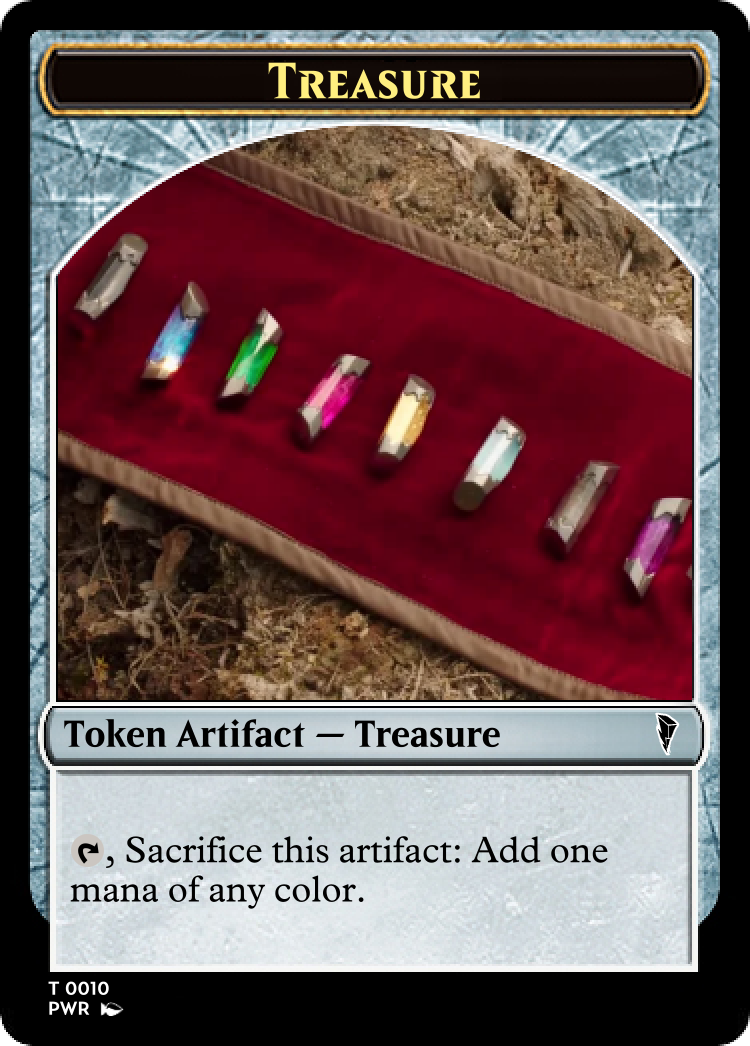 TREASURE
Token Artifact — Treasure
, Sacrifice this artifact: Add one
mana of any color.
T 0010
PWR